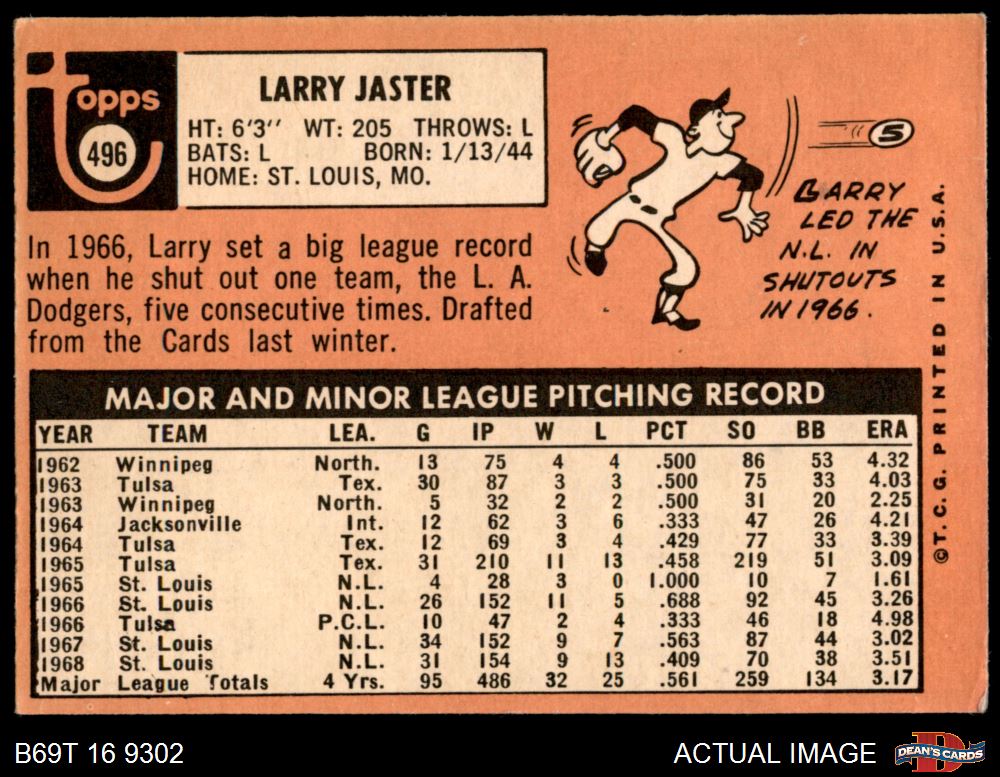 Topps
496
LARRY JASTER
HT: 6'3'' WT: 205 THROWS: L
BATS: L BORN: 1/13/44
HOME: ST. LOUIS, MO.
In 1966, Larry set a big league record
when he shut out one team, the L. A.
Dodgers, five consecutive times. Drafted
from the Cards last winter.
5
LARRY
LED THE
N.L. IN
SHUTOUTS
IN 1966.
©T.C.G. PRINTED IN U.S.A.
MAJOR AND MINOR LEAGUE PITCHING RECORD
YEAR TEAM LEA. G IP W L PCT SO BB ERA
1962 Winnipeg North. 13 75 4 4 .500 86 53 4.32
1963 Tulsa Tex. 30 87 3 3 .500 75 33 4.03
1963 Winnipeg North. 5 32 2 2 .500 31 20 2.25
1964 Jacksonville Int. 12 62 3 6 .333 47 26 4.21
1964 Tulsa Tex. 12 69 3 4 .429 77 33 3.39
1965 Tulsa Tex. 31 210 11 13 .458 219 51 3.09
1965 St. Louis N.L. 4 28 3 0 1.000 10 7 1.61
1966 St. Louis N.L. 26 152 11 5 .688 92 45 3.26
1966 Tulsa P.C.L. 10 47 2 4 .333 46 18 4.98
1967 St. Louis N.L. 34 152 9 7 .563 87 44 3.02
1968 St. Louis N.L. 31 154 9 13 .409 70 38 3.51
Major League Totals 4 Yrs. 95 486 32 25 .561 259 134 3.17
B69T 16 9302
ACTUAL IMAGE
DEAN'S CARDS